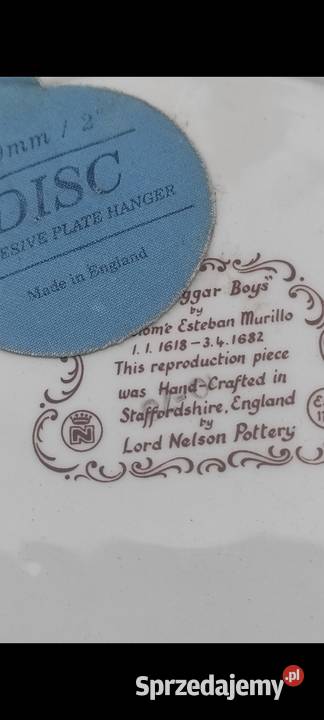 mm / 2"
DISC
ESIVE PLATE HANGER
Made in England
ggar Boys"
by
ome Esteban Murillo
1.1.1618 – 3.4.1682
This reproduction piece
was Hand-Crafted in
Staffordshire, England
by
Lord Nelson Pottery
N
Sprzedajemy.pl